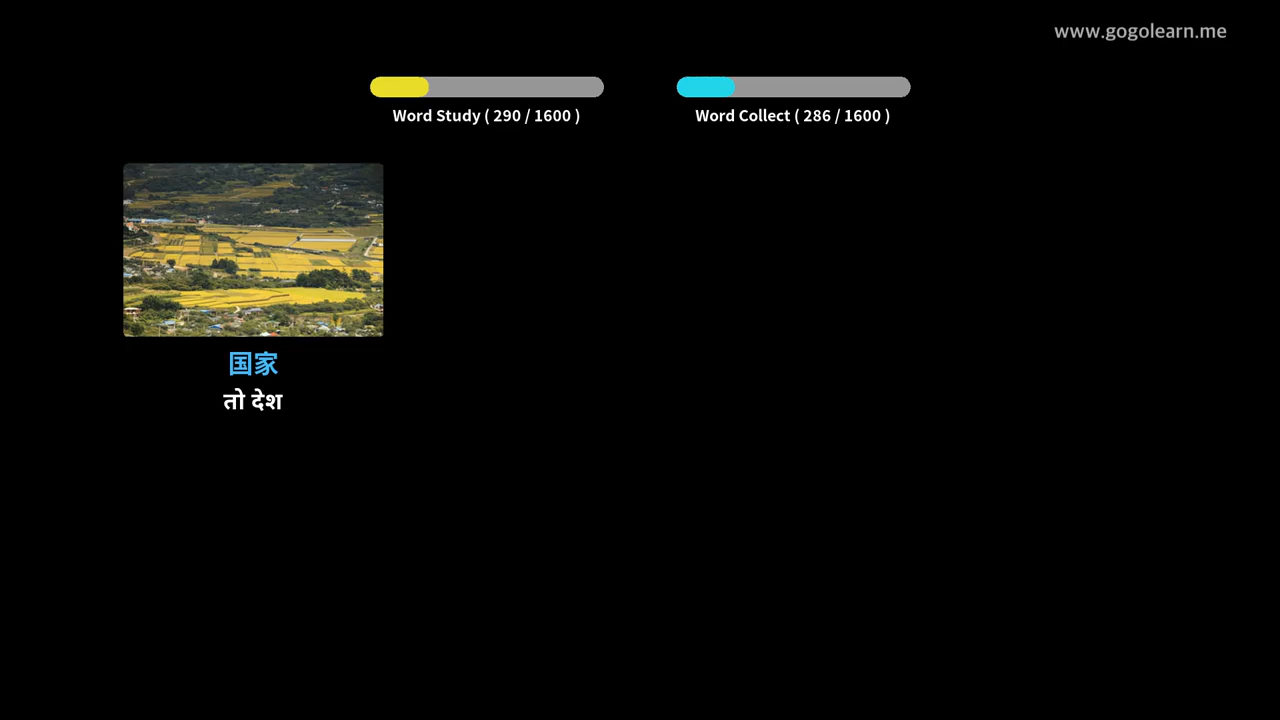 www.gogolearn.me
Word Study ( 290 / 1600 )
Word Collect ( 286 / 1600 )
国家
तो देश